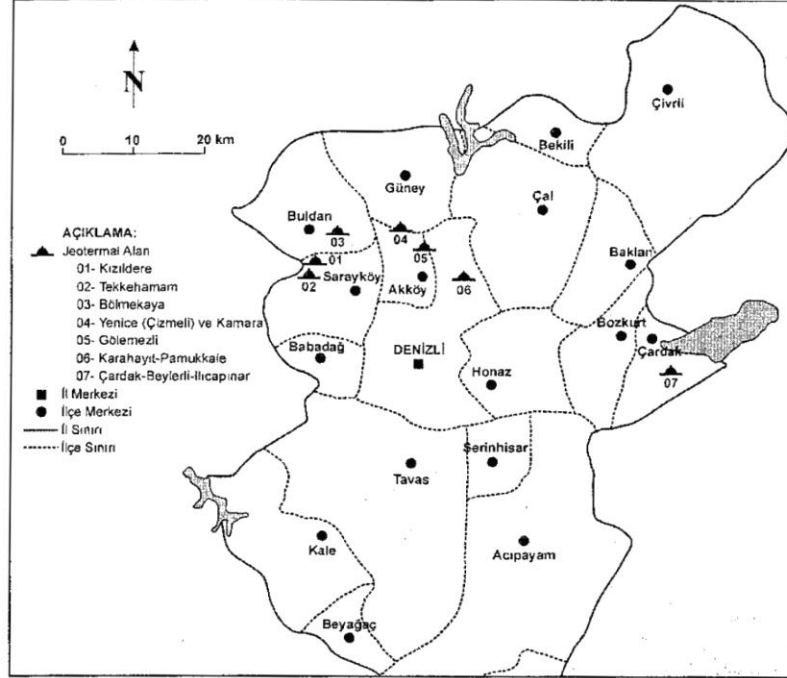 N
0 20 km
10
AÇIKLAMA:
Jeotermal Alan
01- Kızıldere
02- Tekkehamam
03- Bölmekaya
04- Yenice (Çizmeli) ve Kamara
05- Gölemezli
06- Karahayıt-Pamukkale
07- Çardak-Beylerli-Ilıcapınar
İl Merkezi
İlçe Merkezi
İl Sınırı
İlçe Sınırı
Çivrli
Bekili
Güney
Çal
Buldan
03
04
05
01
02
Sarayköy
Akköy
06
Baklan
Bozkurt
Çardak
07
Babadağ
DENİZLİ
Honaz
Serinhisar
Tavas
Kale
Acıpayam
Beyağaç